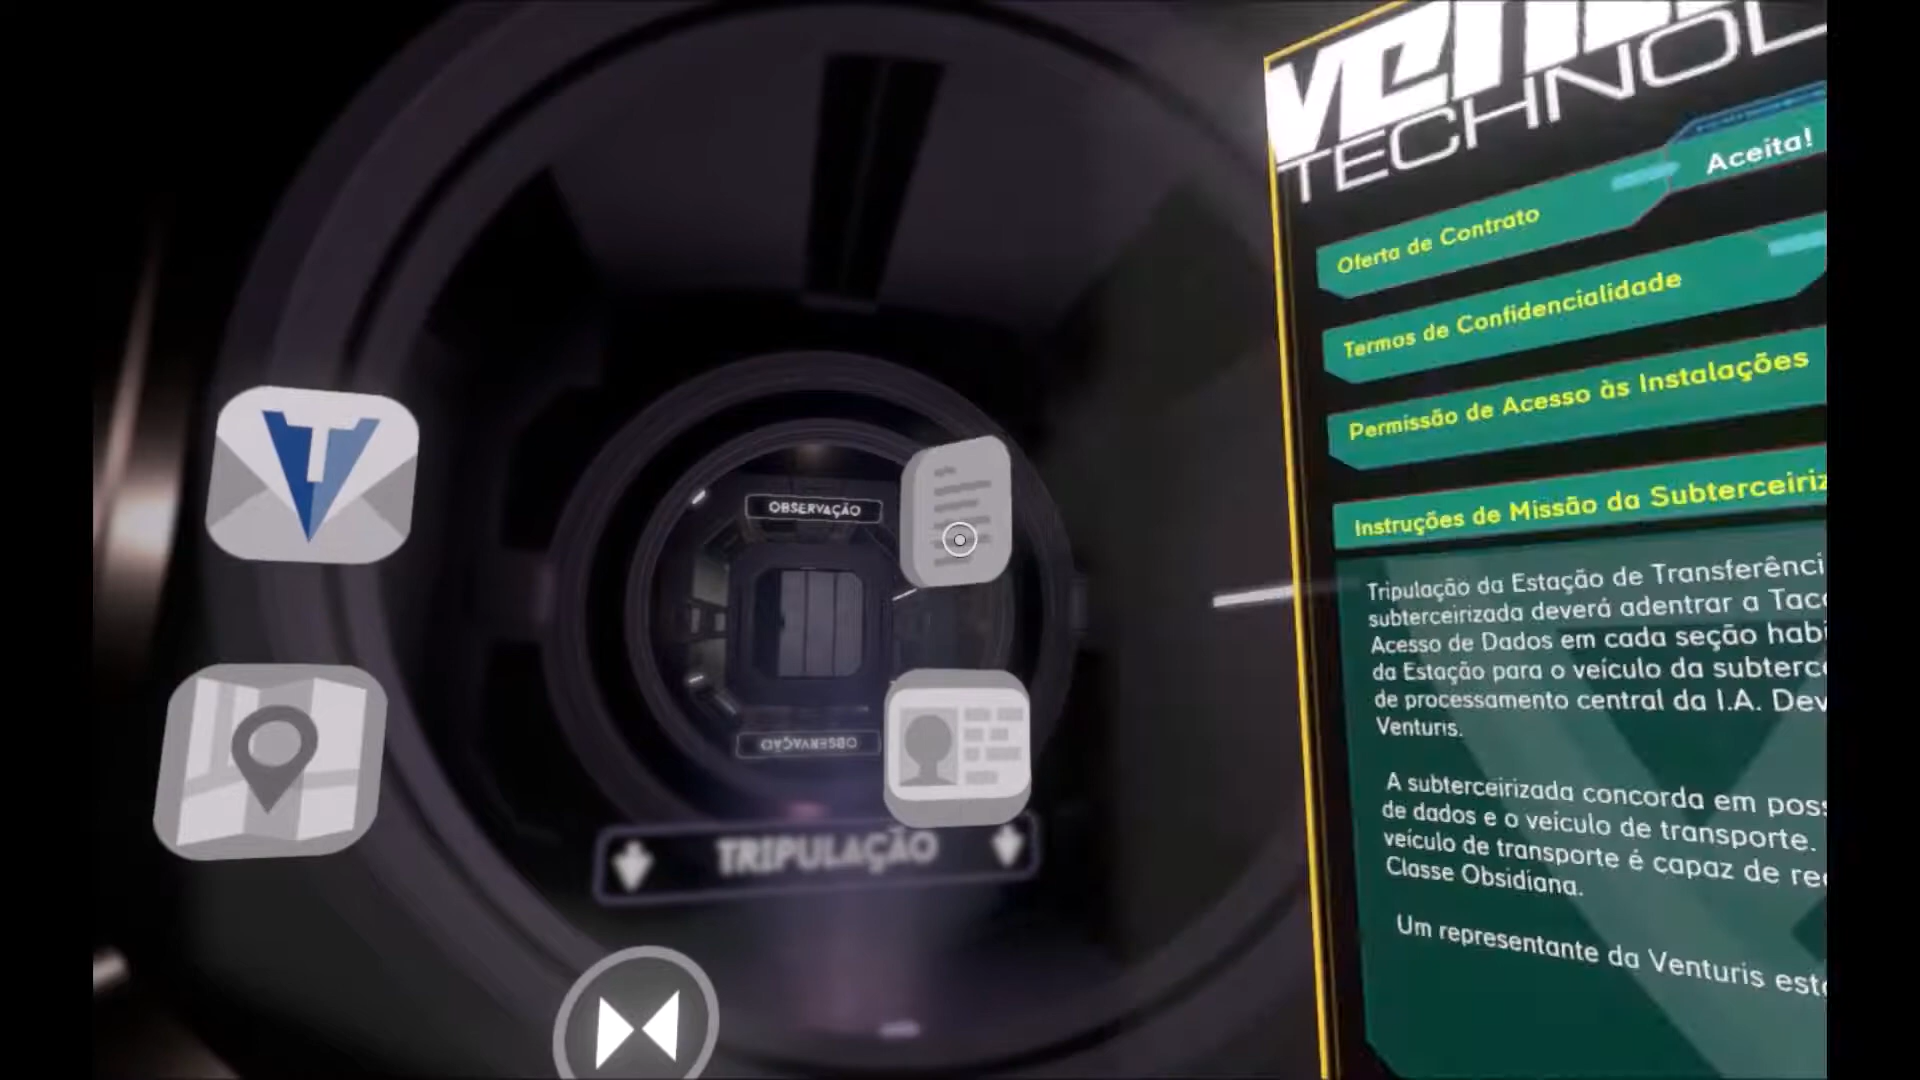 TECHNOL
Aceita!
Oferta de Contrato
Termos de Confidencialidade
Permissão de Acesso às Instalações
Instruções de Missão da Subterceiriz
Tripulação da Estação de Transferênci
subterceirizada deverá adentrar a Taco
Acesso de Dados em cada seção habi
da Estação para o veículo da subterce
de processamento central da I.A. Dev
Venturis.
A subterceirizada concorda em poss
de dados e o veículo de transporte.
veículo de transporte é capaz de re
Classe Obsidiana.
Um representante da Venturis est
OBSERVAÇÃO
OBSERVAÇÃO
TRIPULAÇÃO